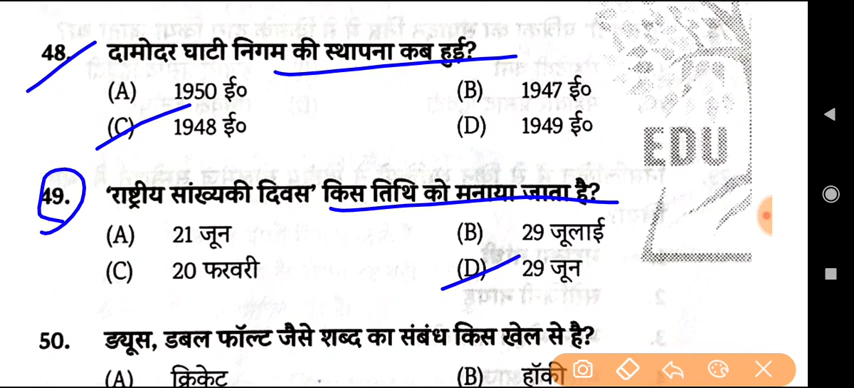 48. दामोदर घाटी निगम की स्थापना कब हुई?
(A) 1950 ई० (B) 1947 ई०
(C) 1948 ई० (D) 1949 ई०
EDU
49. 'राष्ट्रीय सांख्यकी दिवस' किस तिथि को मनाया जाता है?
(A) 21 जून (B) 29 जूलाई
(C) 20 फरवरी (D) 29 जून
50. ड्यूस, डबल फॉल्ट जैसे शब्द का संबंध किस खेल से है?
(A) क्रिकेट (B) हॉकी